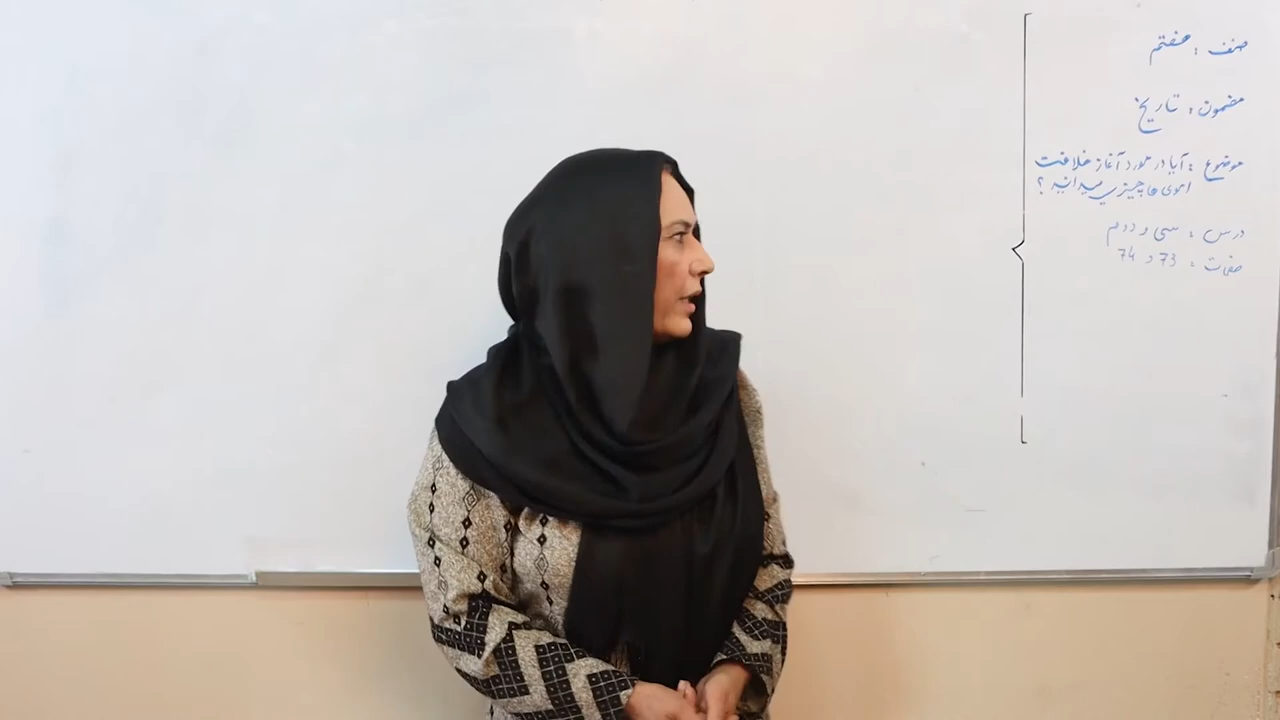 صنف : هفتم
مضمون : تاریخ
موضوع : آیا در مورد آغاز خلافت
اموی ها چیزی میدانید ؟
درس : سی و دوم
صفحات : 73 و 74